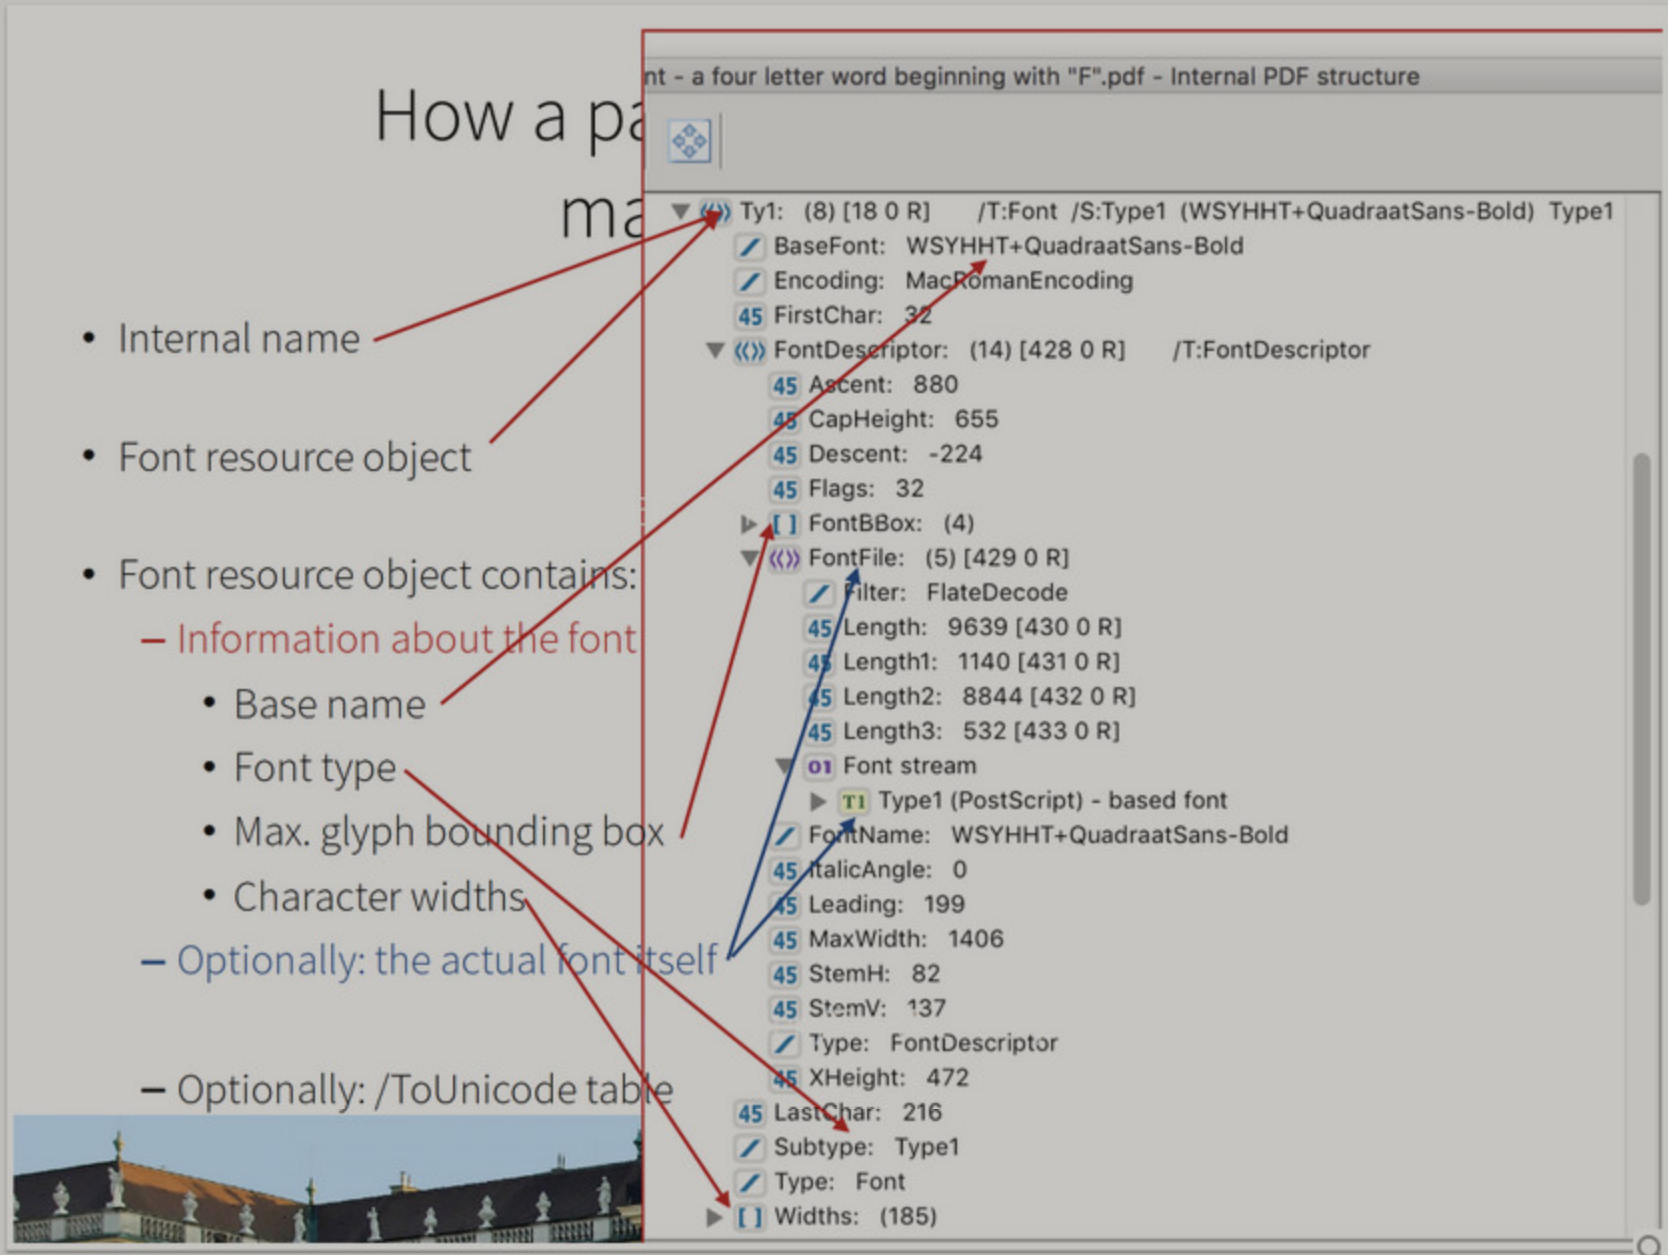 How a pa
ma
• Internal name
• Font resource object
• Font resource object contains:
– Information about the font
• Base name
• Font type
• Max. glyph bounding box
• Character widths
– Optionally: the actual font itself
– Optionally: /ToUnicode table
nt - a four letter word beginning with "F".pdf - Internal PDF structure
Ty1: (8) [18 0 R] /T:Font /S:Type1 (WSYHHT+QuadraatSans-Bold) Type1
BaseFont: WSYHHT+QuadraatSans-Bold
Encoding: MacRomanEncoding
45 FirstChar: 32
FontDescriptor: (14) [428 0 R] /T:FontDescriptor
45 Ascent: 880
45 CapHeight: 655
45 Descent: -224
45 Flags: 32
[ ] FontBBox: (4)
FontFile: (5) [429 0 R]
Filter: FlateDecode
45 Length: 9639 [430 0 R]
45 Length1: 1140 [431 0 R]
45 Length2: 8844 [432 0 R]
45 Length3: 532 [433 0 R]
01 Font stream
T1 Type1 (PostScript) - based font
FontName: WSYHHT+QuadraatSans-Bold
45 ItalicAngle: 0
45 Leading: 199
45 MaxWidth: 1406
45 StemH: 82
45 StemV: 137
Type: FontDescriptor
45 XHeight: 472
45 LastChar: 216
Subtype: Type1
Type: Font
[ ] Widths: (185)